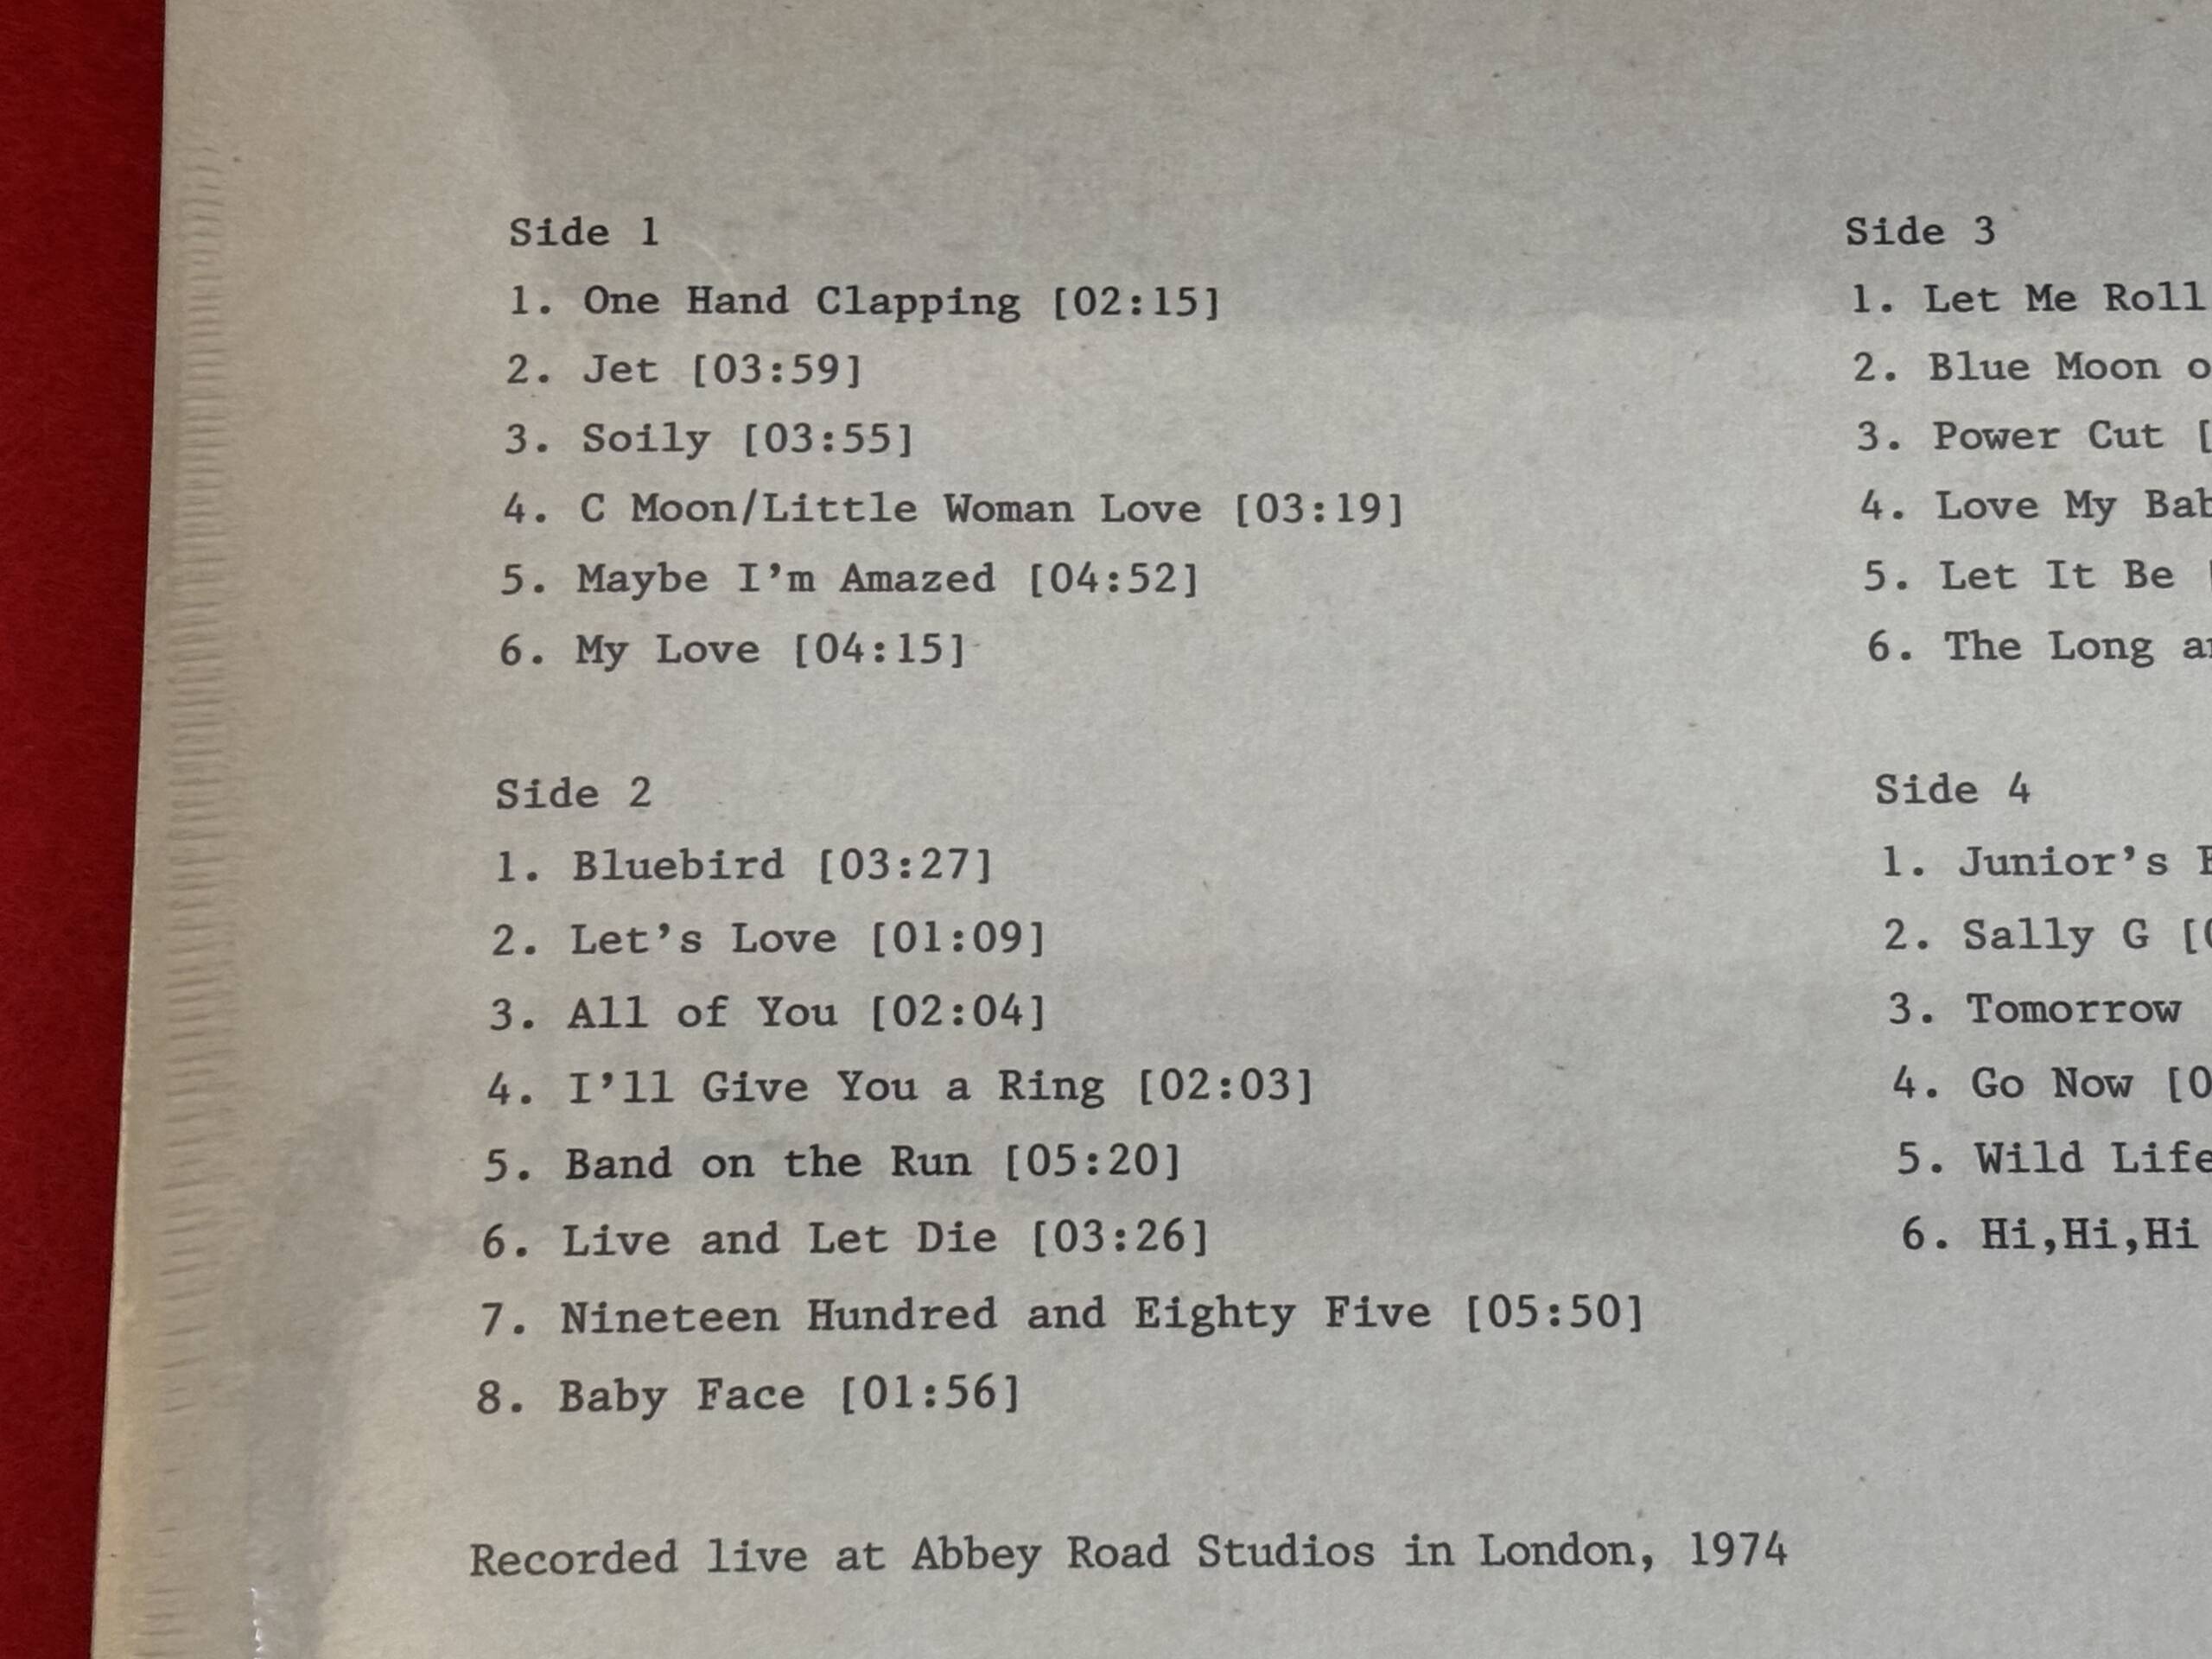 Side 1
1. One Hand Clapping [02:15]
2. Jet [03:59]
3. Soily [03:55]
4. C Moon/Little Woman Love [03:19]
5. Maybe I’m Amazed [04:52]
6. My Love [04:15]
Side 2
1. Bluebird [03:27]
2. Let’s Love [01:09]
3. All of You [02:04]
4. I’ll Give You a Ring [02:03]
5. Band on the Run [05:20]
6. Live and Let Die [03:26]
7. Nineteen Hundred and Eighty Five [05:50]
8. Baby Face [01:56]
Recorded live at Abbey Road Studios in London, 1974
Side 3
1. Let Me Roll
2. Blue Moon
3. Power Cut [
4. Love My
5. Let It Be
6. The Long
Side 4
1. Junior’s
2. Sally G [
3. Tomorrow
4. Go Now [0
5. Wild Life
6. Hi,Hi,Hi